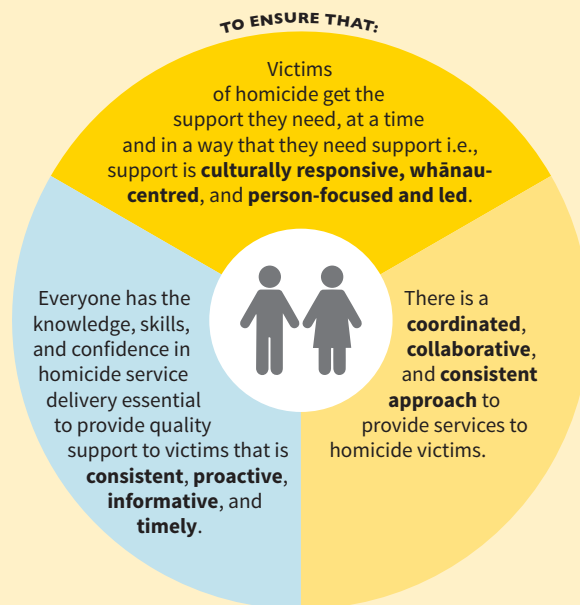 TO ENSURE THAT:
Victims
of homicide get the
support they need, at a time
and in a way that they need support i.e.,
support is culturally responsive, whānau-
centred, and person-focused and led.
Everyone has the
knowledge, skills,
and confidence in
homicide service
delivery essential
to provide quality
support to victims that is
consistent, proactive,
informative, and
timely.
There is a
coordinated,
collaborative,
and consistent
approach to
provide services to
homicide victims.